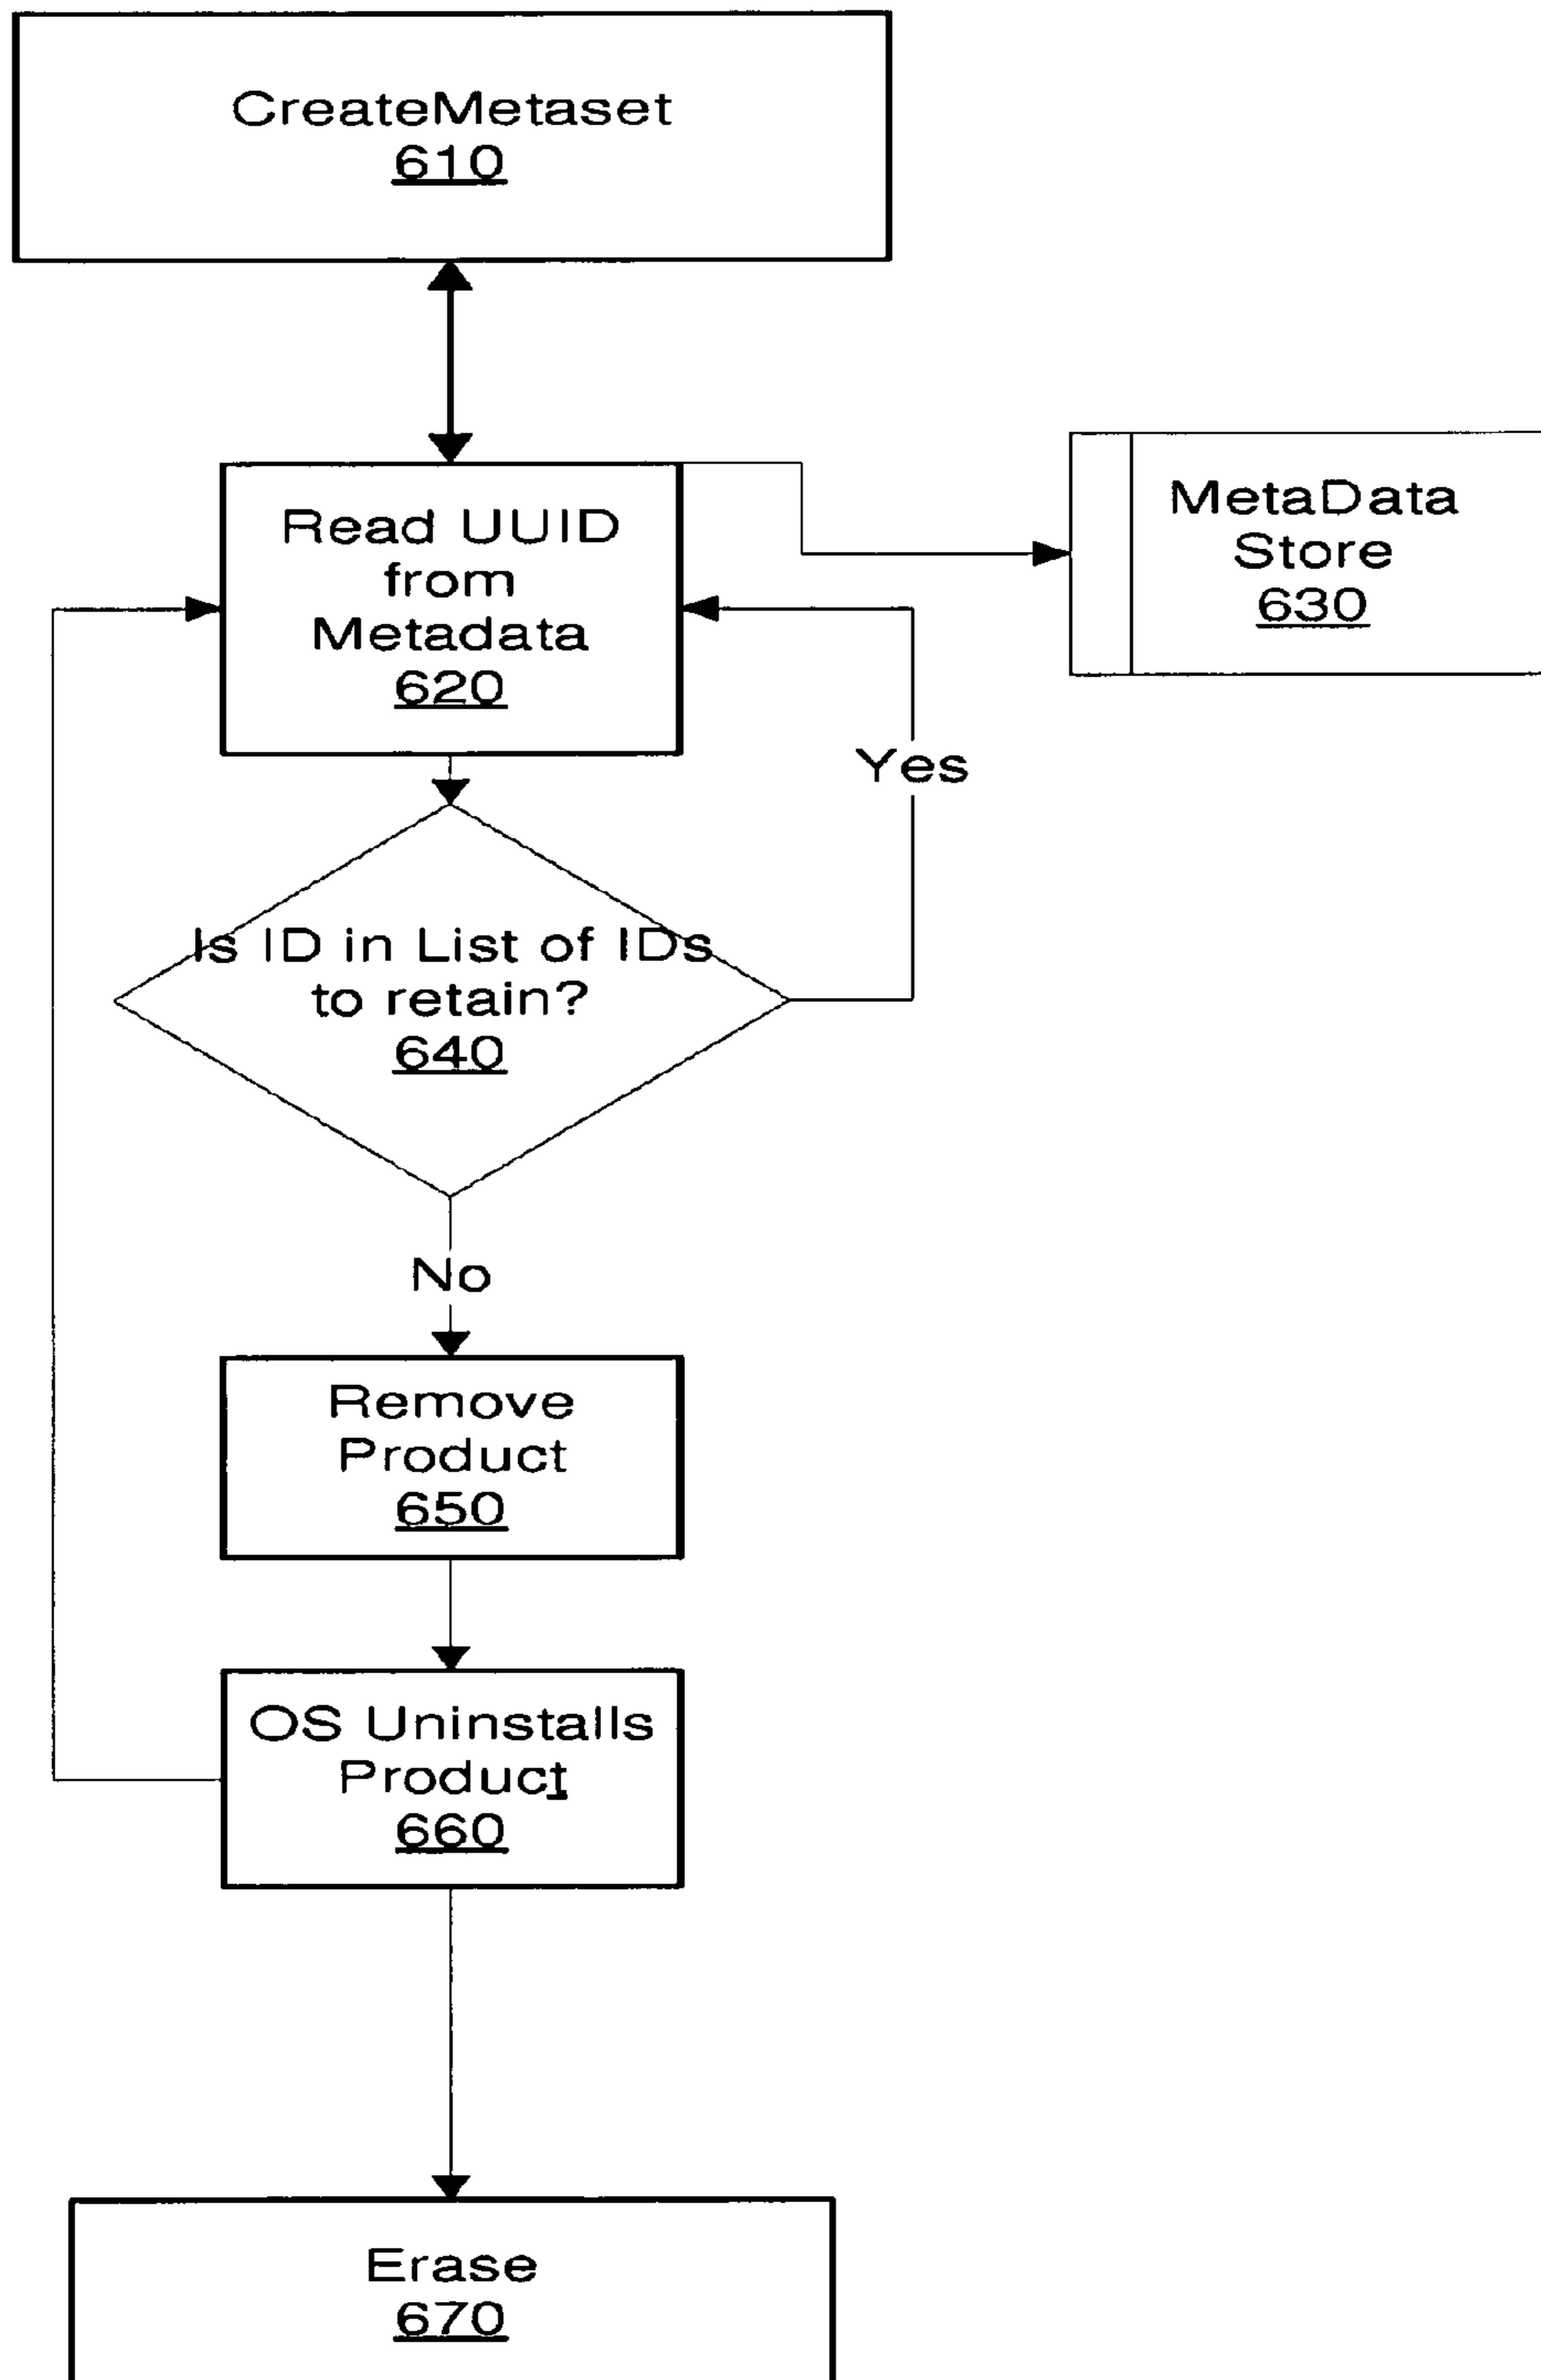 CreateMetaset
610
Read UUID
from
Metadata
620
MetaData
Store
630
Yes
Is ID in List of IDs
to retain?
640
No
Remove
Product
650
OS Uninstalls
Product
660
Erase
670